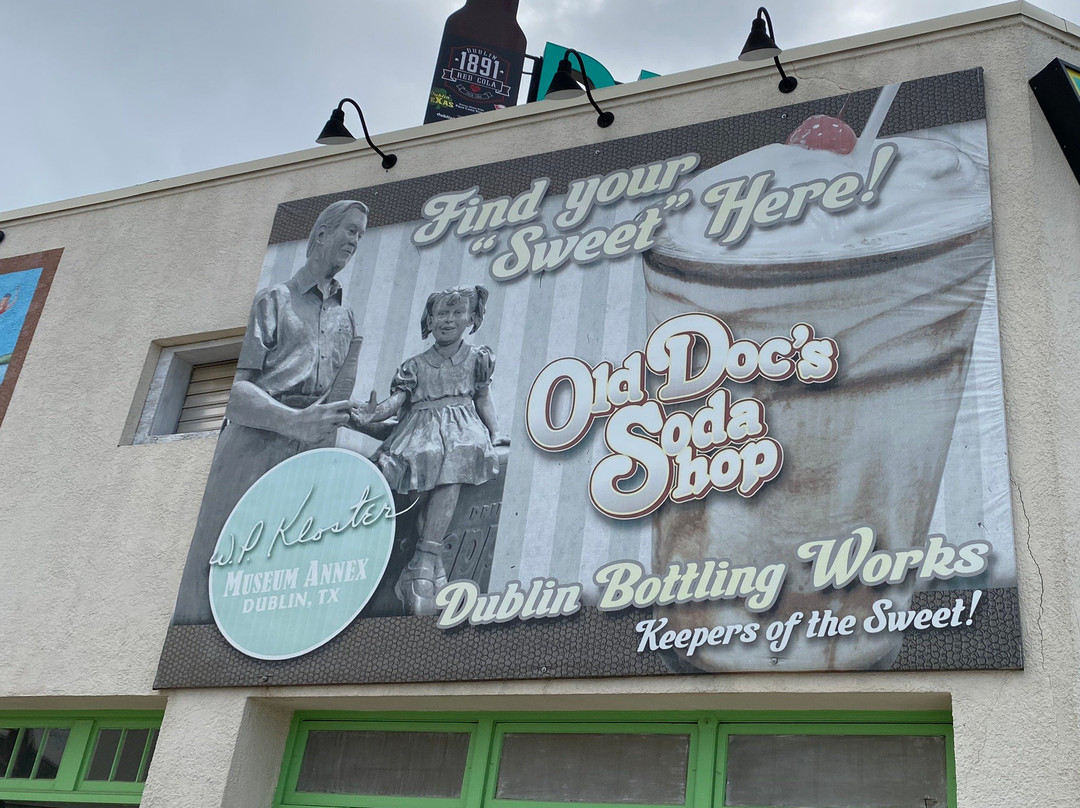 DUBLIN
1891
RED COLA
Find your
"Sweet" Here!
Old Doc's
Soda
Shop
W.P. Kloster
MUSEUM ANNEX
DUBLIN, TX
Dublin Bottling Works
Keepers of the Sweet!